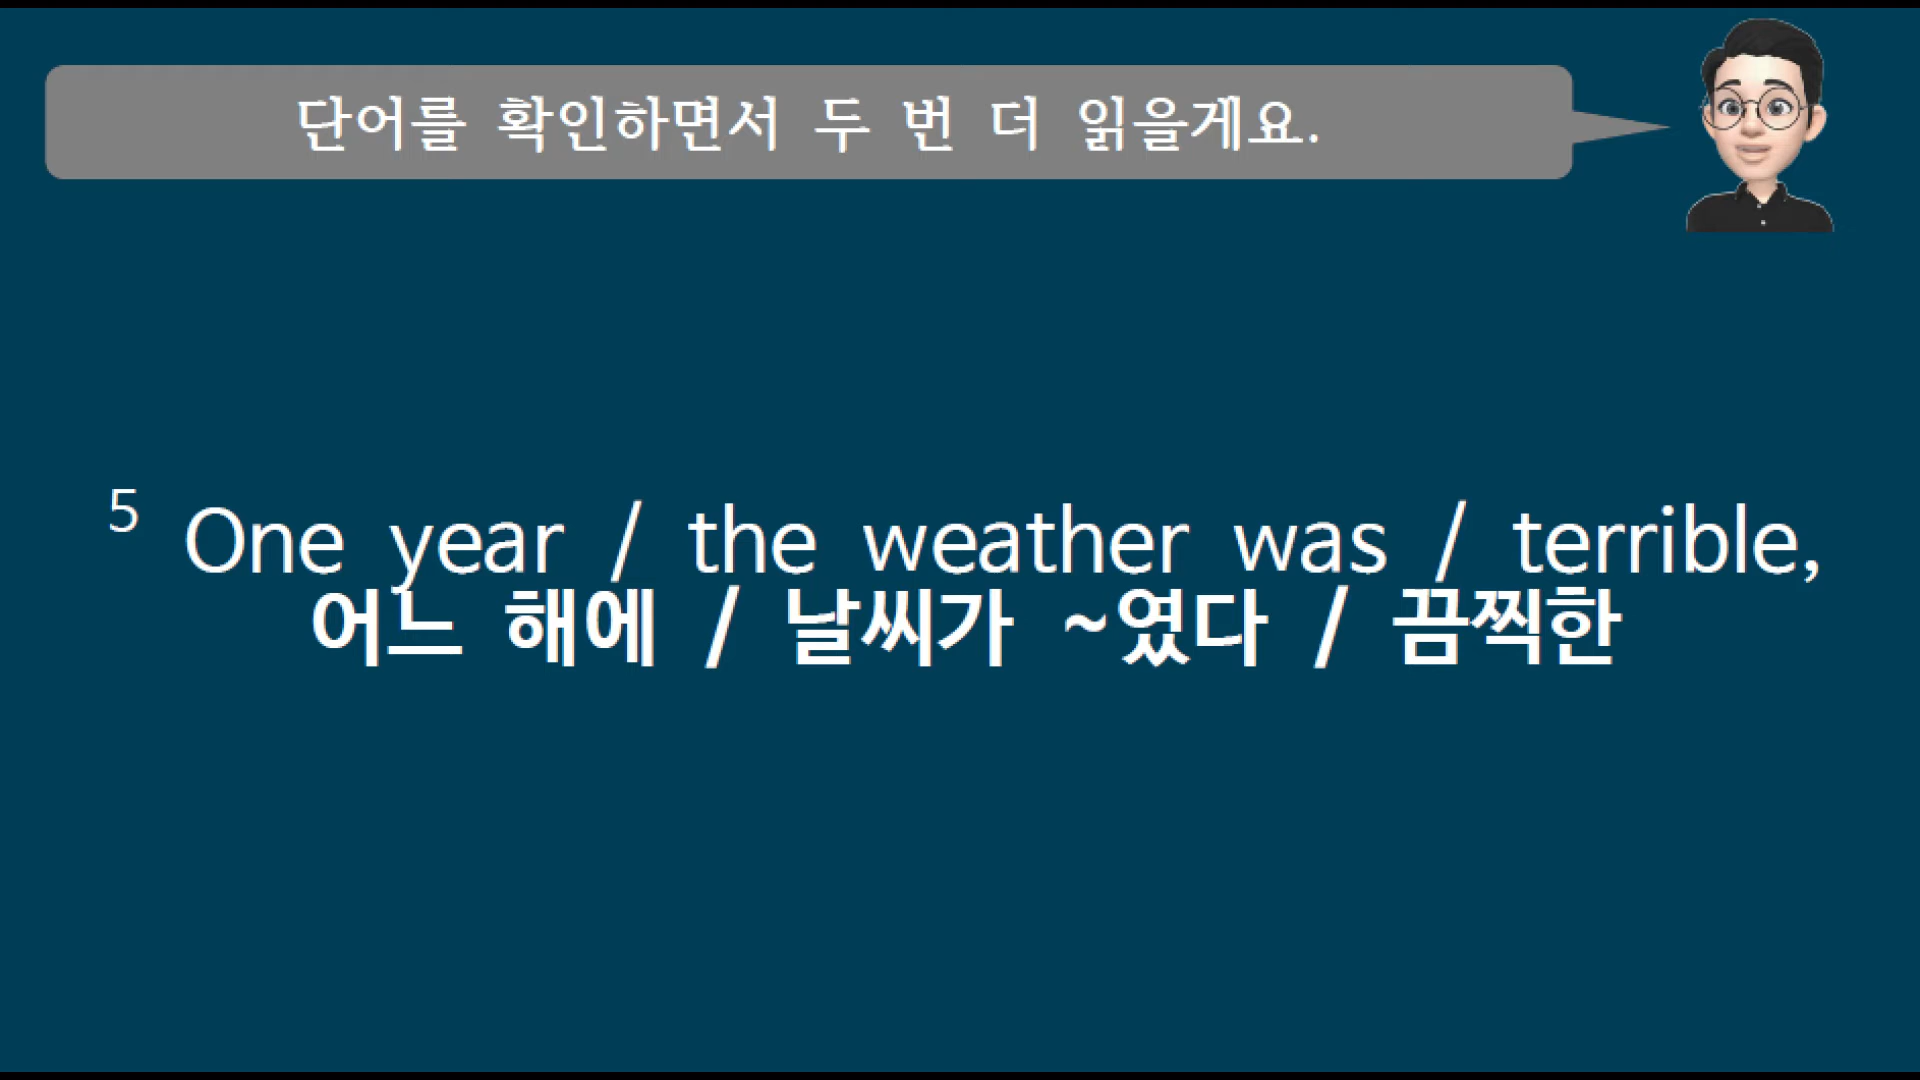 단어를 확인하면서 두 번 더 읽을게요.
5 One year / the weather was / terrible,
어느 해에 / 날씨가 ~였다 / 끔찍한